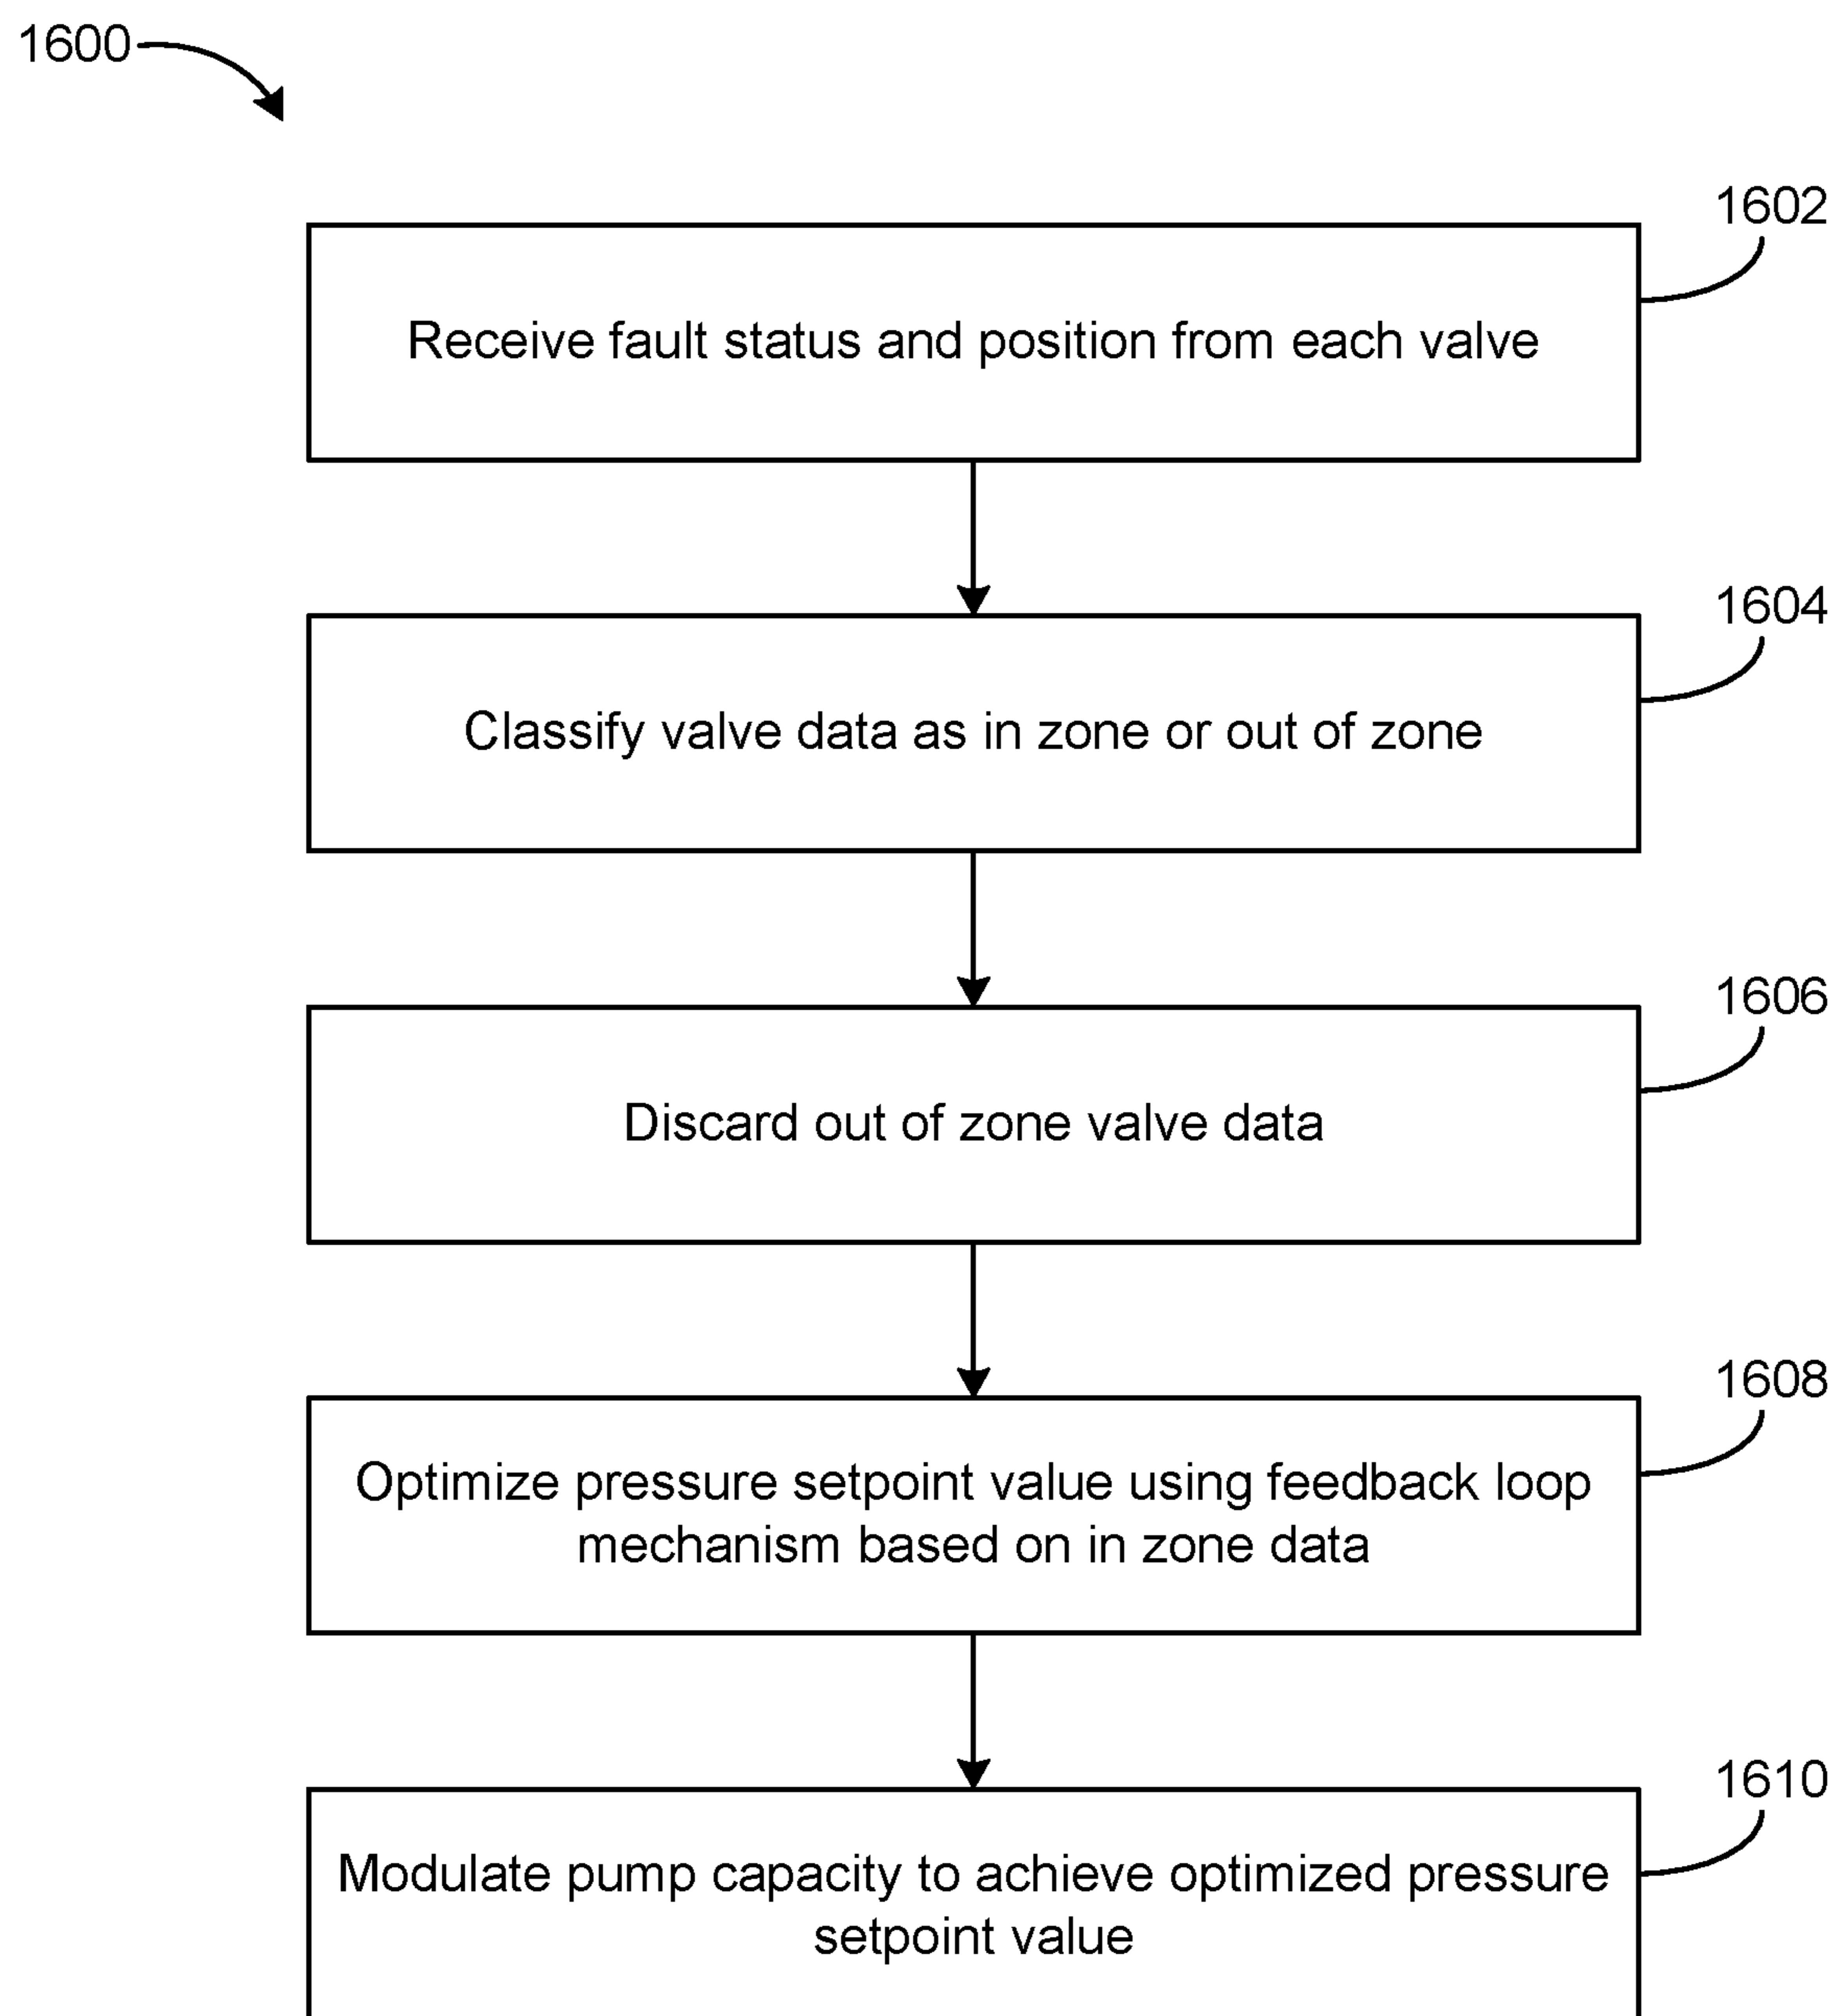 1600
1602
Receive fault status and position from each valve
1604
Classify valve data as in zone or out of zone
1606
Discard out of zone valve data
1608
Optimize pressure setpoint value using feedback loop
mechanism based on in zone data
1610
Modulate pump capacity to achieve optimized pressure
setpoint value